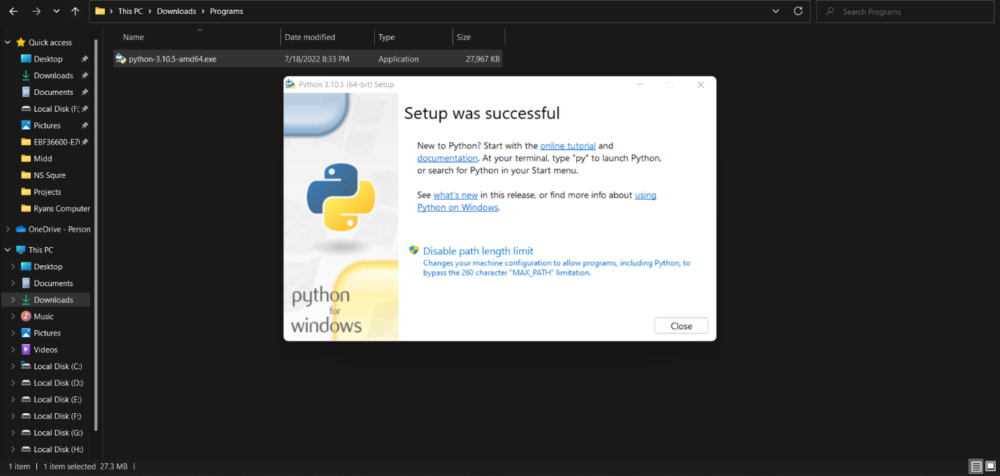 This PC > Downloads > Programs
Search Programs
Name
Date modified
Type
Size
python-3.10.5-amd64.exe
7/18/2022 8:33 PM
Application
27,967 KB
Quick access
Desktop
Downloads
Documents
Local Disk (F:
Pictures
EBF36600-E7
Midd
NS Squre
Projects
Ryans Computer
OneDrive - Person
This PC
Desktop
Documents
Downloads
Music
Pictures
Videos
Local Disk (C:)
Local Disk (D:)
Local Disk (E:)
Local Disk (F:)
Local Disk (G:)
Local Disk (H:)
Python 3.10.5 (64-bit) Setup
Setup was successful
New to Python? Start with the online tutorial and
documentation. At your terminal, type "py" to launch Python,
or search for Python in your Start menu.
See what's new in this release, or find more info about using
Python on Windows.
Disable path length limit
Changes your machine configuration to allow programs, including Python, to
bypass the 260 character "MAX_PATH" limitation.
python
for
windows
Close
1 item | 1 item selected 27.3 MB |